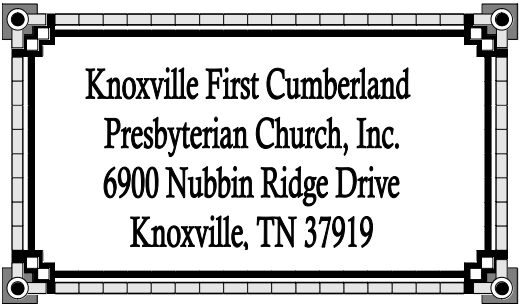 Knoxville First Cumberland
Presbyterian Church, Inc.
6900 Nubbin Ridge Drive
Knoxville, TN 37919